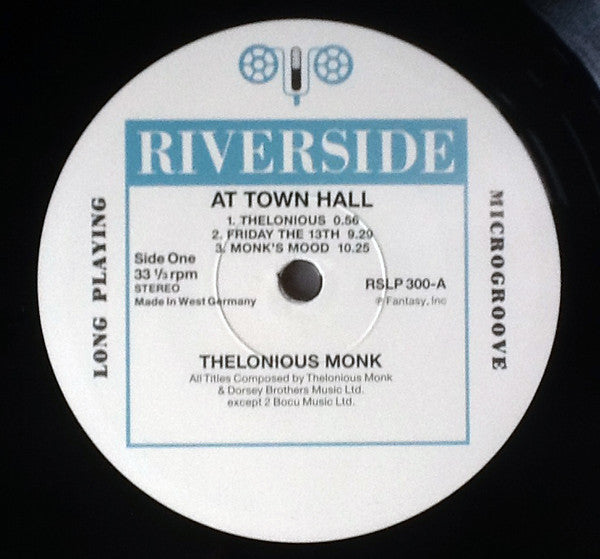 RIVERSIDE
AT TOWN HALL
1. THELONIOUS 0.56
2. FRIDAY THE 13TH 9.29
3. MONK'S MOOD 10.25
Side One
33 ⅓ rpm
STEREO
Made in West Germany
RSLP 300-A
℗ Fantasy, Inc
THELONIOUS MONK
All Titles Composed by Thelonious Monk
& Dorsey Brothers Music Ltd.
except 2 Bocu Music Ltd.
LONG PLAYING
MICROGROOVE